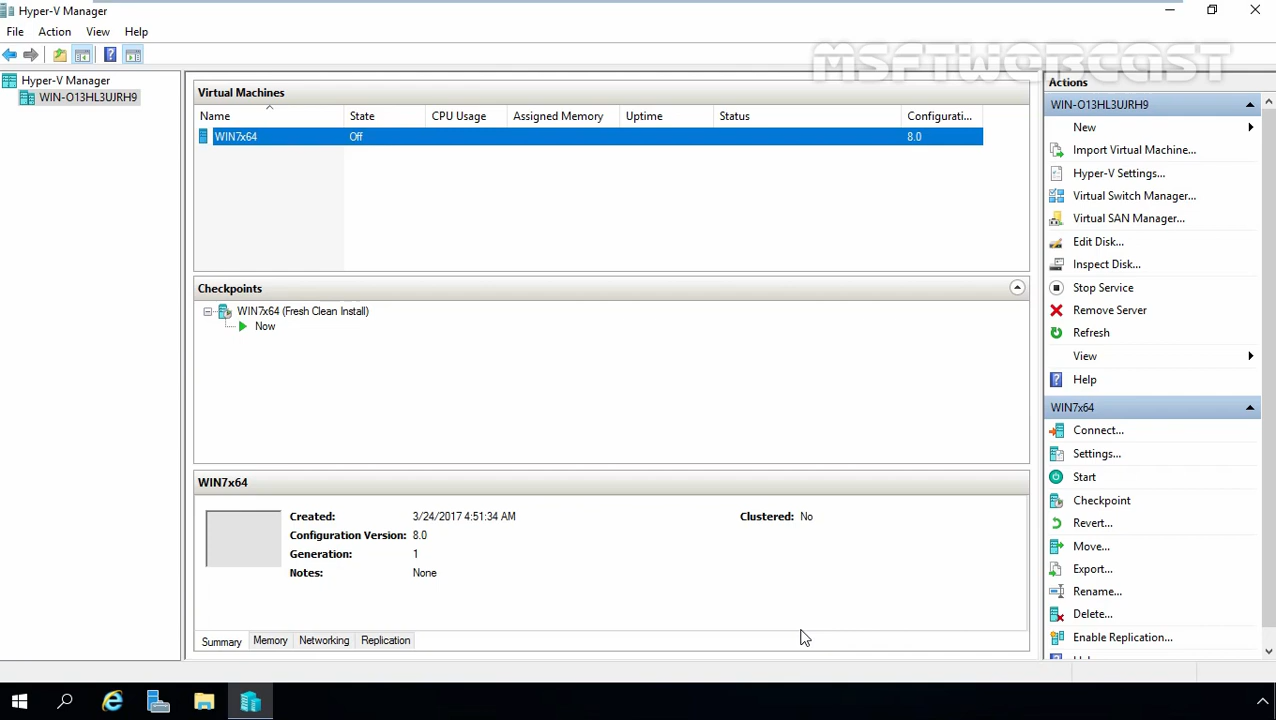 Hyper-V Manager
File Action View Help
MSFTWEBCAST
Hyper-V Manager
WIN-O13HL3UJRH9
Virtual Machines
Name State CPU Usage Assigned Memory Uptime Status Configurati...
WIN7x64 Off 8.0
Checkpoints
WIN7x64 (Fresh Clean Install)
Now
WIN7x64
Created: 3/24/2017 4:51:34 AM Clustered: No
Configuration Version: 8.0
Generation: 1
Notes: None
Summary Memory Networking Replication
Actions
WIN-O13HL3UJRH9
New
Import Virtual Machine...
Hyper-V Settings...
Virtual Switch Manager...
Virtual SAN Manager...
Edit Disk...
Inspect Disk...
Stop Service
Remove Server
Refresh
View
Help
WIN7x64
Connect...
Settings...
Start
Checkpoint
Revert...
Move...
Export...
Rename...
Delete...
Enable Replication...